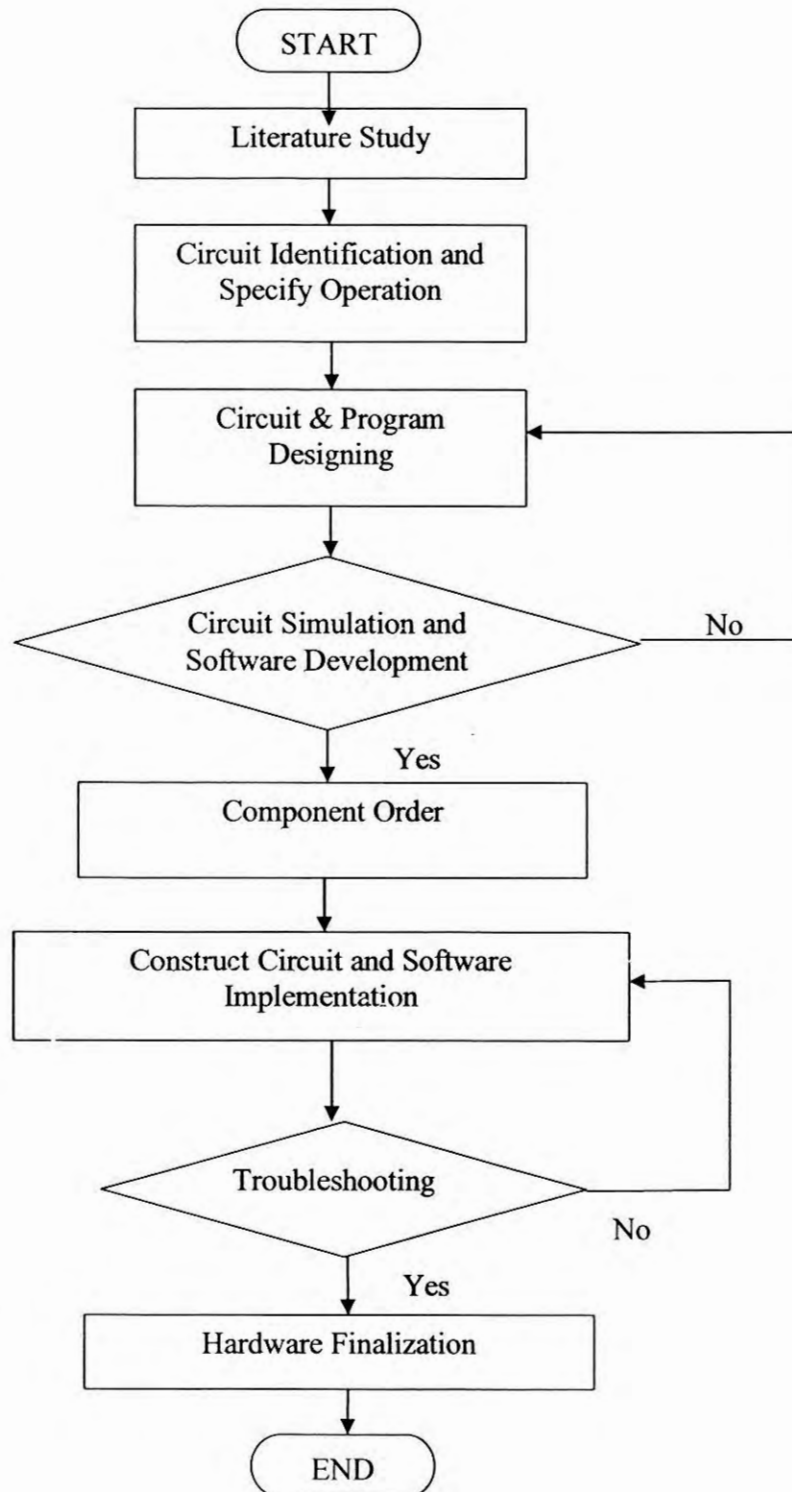 START
Literature Study
Circuit Identification and
Specify Operation
Circuit & Program
Designing
Circuit Simulation and
Software Development
No
Yes
Component Order
Construct Circuit and Software
Implementation
Troubleshooting
No
Yes
Hardware Finalization
END